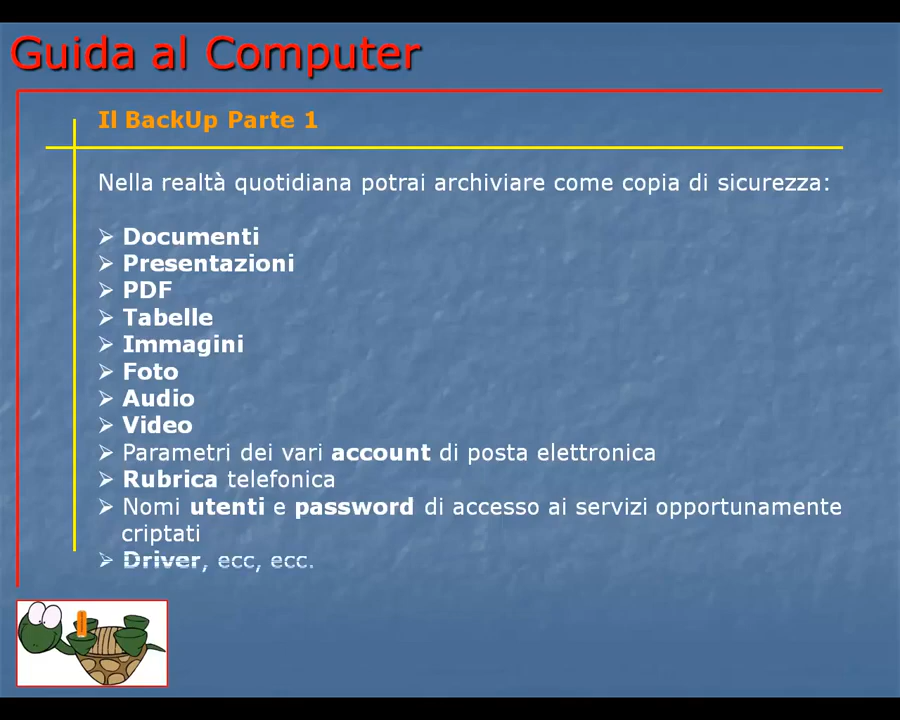 Guida al Computer
Il BackUp Parte 1
Nella realtà quotidiana potrai archiviare come copia di sicurezza:
➢ Documenti
➢ Presentazioni
➢ PDF
➢ Tabelle
➢ Immagini
➢ Foto
➢ Audio
➢ Video
➢ Parametri dei vari account di posta elettronica
➢ Rubrica telefonica
➢ Nomi utenti e password di accesso ai servizi opportunamente
criptati
➢ Driver, ecc, ecc.